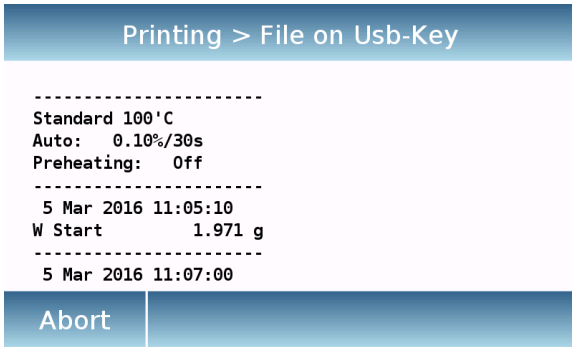 Printing > File on Usb-Key
-----------------------
Standard 100'C
Auto:   0.10%/30s
Preheating:   Off
-----------------------
 5 Mar 2016 11:05:10
W Start         1.971 g
-----------------------
 5 Mar 2016 11:07:00
Abort